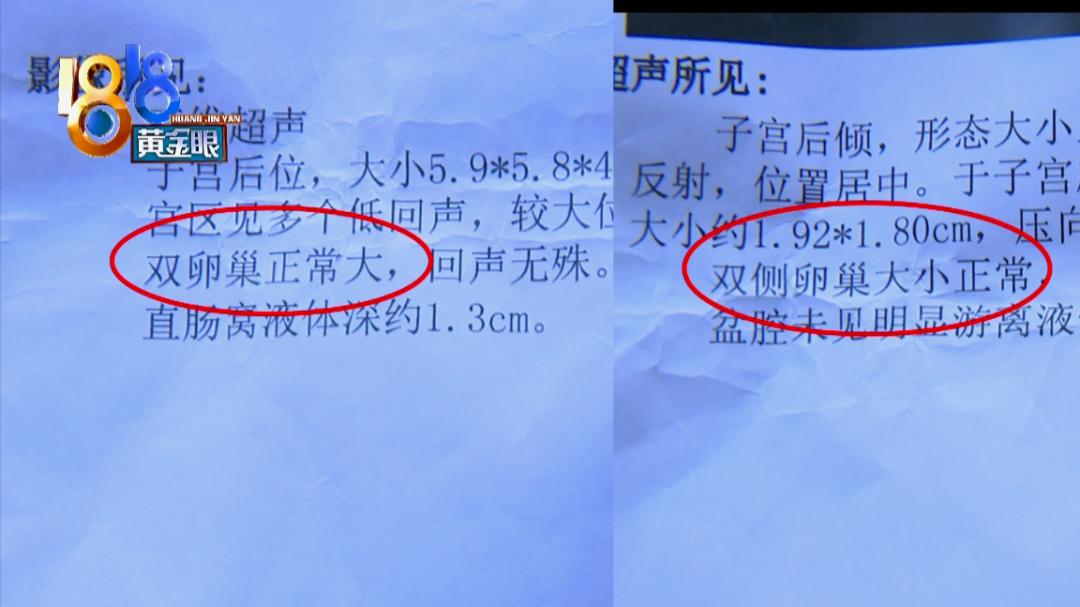 1818
HUANG JIN YAN
黄金眼
影像所见：
二维超声
子宫后位，大小5.9*5.8*4
宫区见多个低回声，较大位
双卵巢正常大，回声无殊。
直肠窝液体深约1.3cm。
超声所见：
子宫后倾，形态大小
反射，位置居中。于子宫
大小约1.92*1.80cm，压向
双侧卵巢大小正常，
盆腔未见明显游离液